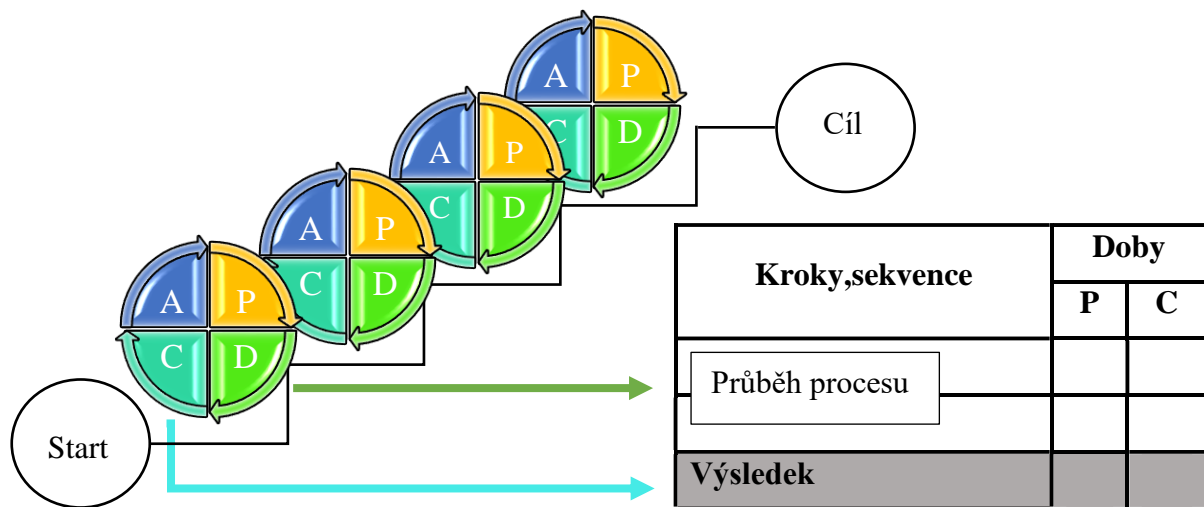 A P
C D
A P
C D
A P
C D
A P
C D
Cíl
Start
Kroky,sekvence
Doby
P C
Průběh procesu
Výsledek